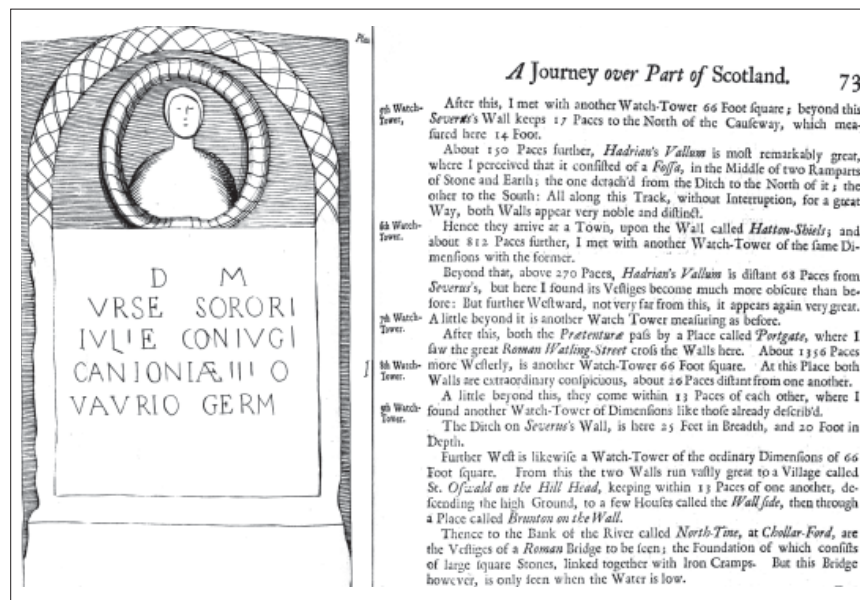 D M
VRSE SORORI
IVLIE CONIVGI
CANIONIÆ IIII O
VAVRIO GERM
A Journey over Part of Scotland. 73
After this, I met with another Watch-Tower 66 Foot ſquare; beyond this
Severus's Wall keeps 17 Paces to the North of the Cauſeway, which mea-
ſured here 14 Foot.
About 150 Paces further, Hadrian's Vallum is moſt remarkably great,
where I perceived that it conſiſted of a Foſſa, in the Middle of two Ramparts
of Stone and Earth; the one detach'd from the Ditch to the North of it; the
other to the South: All along this Track, without Interruption, for a great
Way, both Walls appear very noble and diſtinct.
6th Watch-
Tower.
Hence they arrive at a Town, upon the Wall called Hatton-Shiels; and
about 812 Paces further, I met with another Watch-Tower of the ſame Di-
menſions with the former.
Beyond that, above 270 Paces, Hadrian's Vallum is diſtant 68 Paces from
Severus's, but here I found its Veſtiges become much more obſcure than be-
fore: But further Weſtward, not very far from this, it appears again very great.
7th Watch-
Tower.
A little beyond it is another Watch Tower meaſuring as before.
After this, both the Prætenturæ paſs by a Place called Portgate, where I
ſaw the great Roman Watling-Street croſs the Walls here. About 1356 Paces
8th Watch-
Tower.
more Weſterly, is another Watch-Tower 66 Foot ſquare. At this Place both
Walls are extraordinary conſpicuous, about 26 Paces diſtant from one another.
A little beyond this, they come within 13 Paces of each other, where I
9th Watch-
Tower.
found another Watch-Tower of Dimenſions like thoſe already deſcrib'd.
The Ditch on Severus's Wall, is here 25 Feet in Breadth, and 20 Foot in
Depth.
Further Weſt is likewiſe a Watch-Tower of the ordinary Dimenſions of 66
Foot ſquare. From this the two Walls run vaſtly great to a Village called
St. Oſwald on the Hill Head, keeping within 13 Paces of one another, de-
ſcending the high Ground, to a few Houſes called the Wall ſide, then through
a Place called Brunton on the Wall.
Thence to the Bank of the River called North-Tine, at Chollar-Ford, are
the Veſtiges of a Roman Bridge to be ſeen; the Foundation of which conſiſts
of large ſquare Stones, linked together with Iron Cramps. But this Bridge
however, is only ſeen when the Water is low.